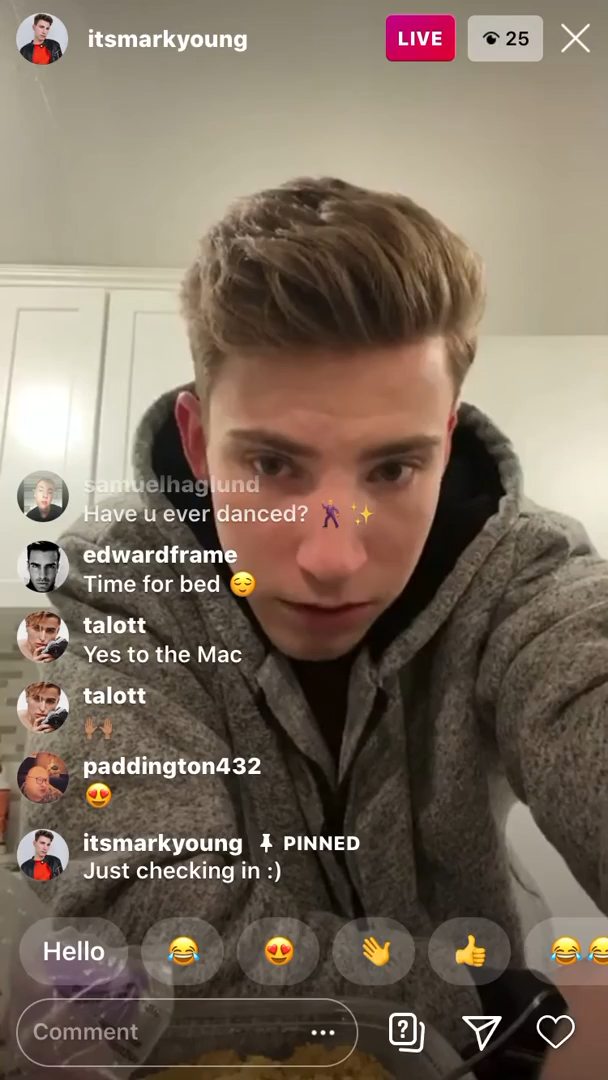 itsmarkyoung
LIVE
25
samuelhaglund
Have u ever danced? 🕺🏽✨
edwardframe
Time for bed 😌
talott
Yes to the Mac
talott
🙌🏽
paddington432
😍
itsmarkyoung PINNED
Just checking in :)
Hello 😂 😍 👋 👍 😂😂
Comment